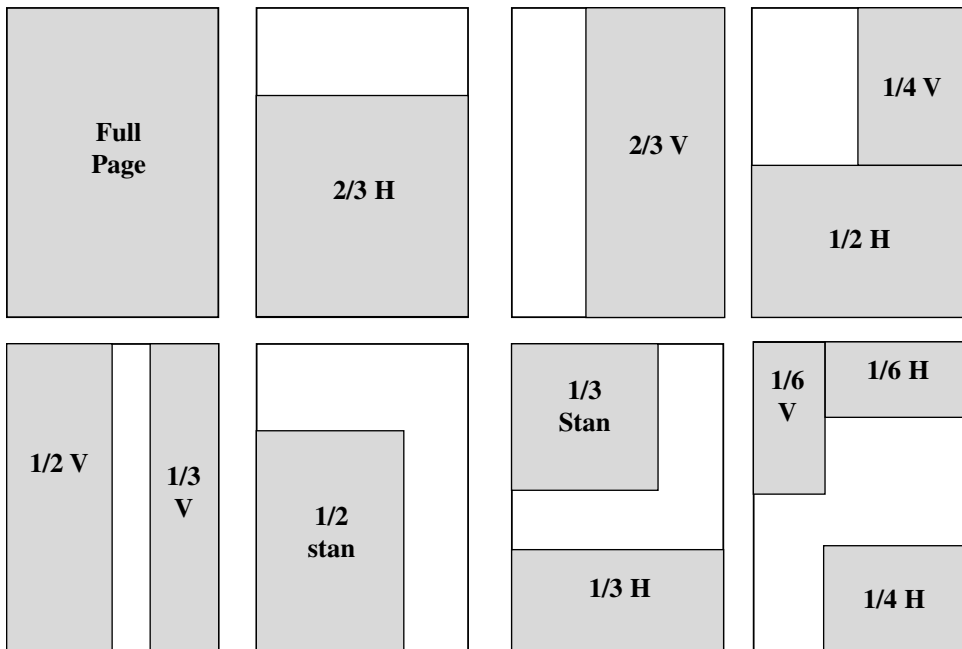 Full
Page
2/3 H
2/3 V
1/4 V
1/2 H
1/2 V
1/3
V
1/2
stan
1/3
Stan
1/3 H
1/6
V
1/6 H
1/4 H